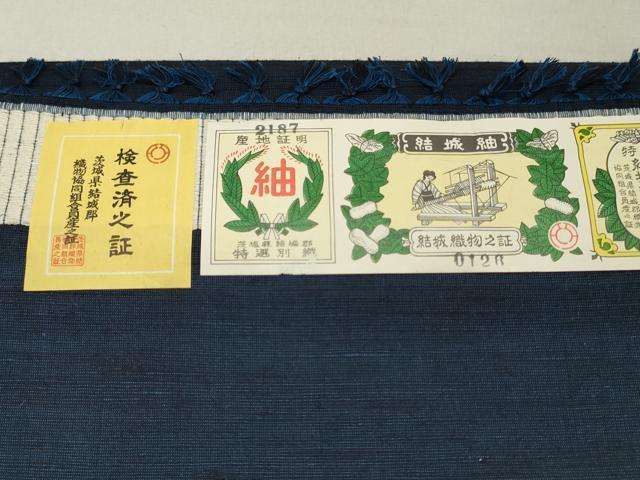 検査済之証
茨城県結城郡
織物協同組合員産之証
2187
産地証明
紬
茨城県結城郡
特選別織
結城紬
結城織物之証
0126